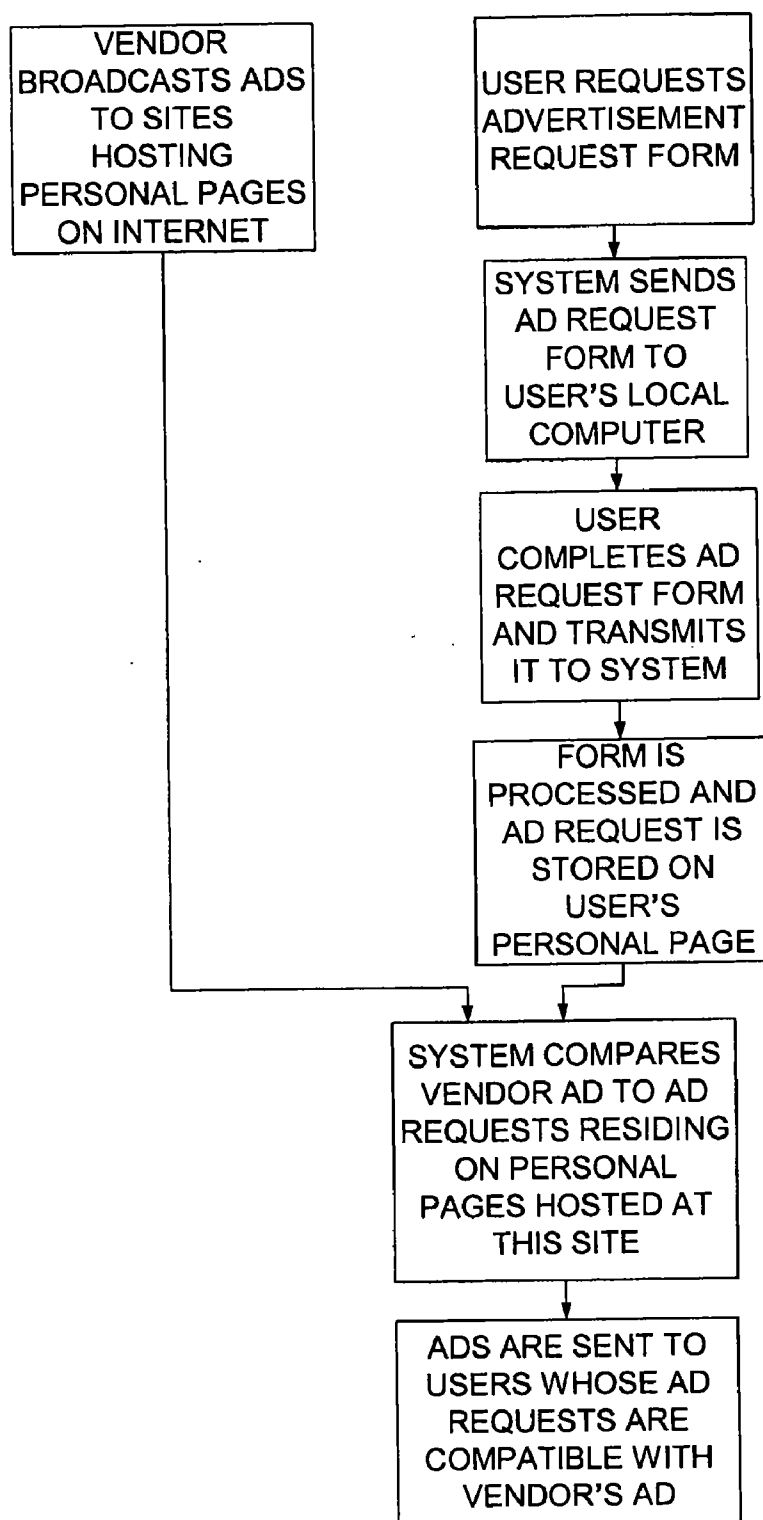 VENDOR
BROADCASTS ADS
TO SITES
HOSTING
PERSONAL PAGES
ON INTERNET
USER REQUESTS
ADVERTISEMENT
REQUEST FORM
SYSTEM SENDS
AD REQUEST
FORM TO
USER'S LOCAL
COMPUTER
USER
COMPLETES AD
REQUEST FORM
AND TRANSMITS
IT TO SYSTEM
FORM IS
PROCESSED AND
AD REQUEST IS
STORED ON
USER'S
PERSONAL PAGE
SYSTEM COMPARES
VENDOR AD TO AD
REQUESTS RESIDING
ON PERSONAL
PAGES HOSTED AT
THIS SITE
ADS ARE SENT TO
USERS WHOSE AD
REQUESTS ARE
COMPATIBLE WITH
VENDOR'S AD